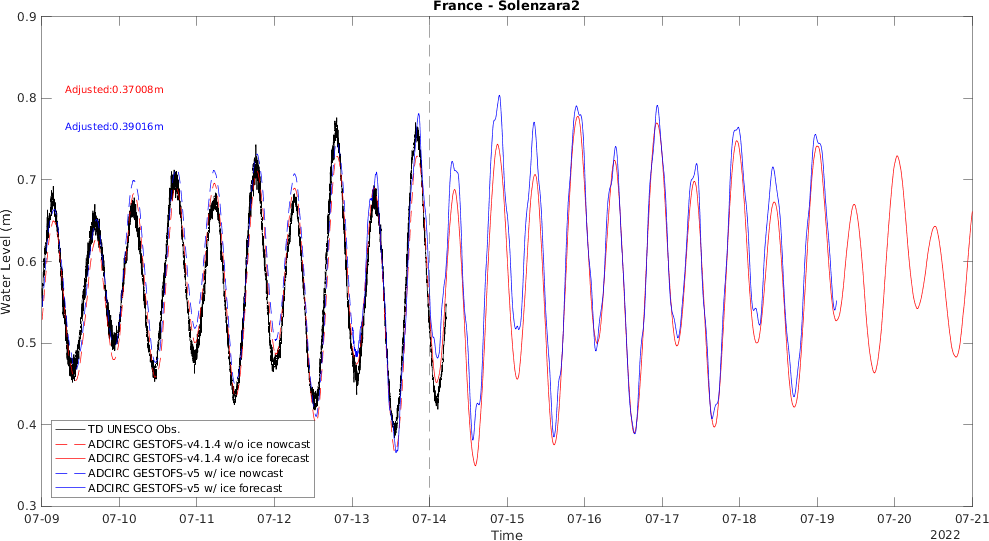 France - Solenzara2
0.9
0.8
0.7
0.6
0.5
0.4
0.3
Water Level (m)
Adjusted:0.37008m
Adjusted:0.39016m
TD UNESCO Obs.
ADCIRC GESTOFS-v4.1.4 w/o ice nowcast
ADCIRC GESTOFS-v4.1.4 w/o ice forecast
ADCIRC GESTOFS-v5 w/ ice nowcast
ADCIRC GESTOFS-v5 w/ ice forecast
07-09 07-10 07-11 07-12 07-13 07-14 07-15 07-16 07-17 07-18 07-19 07-20 07-21
Time
2022